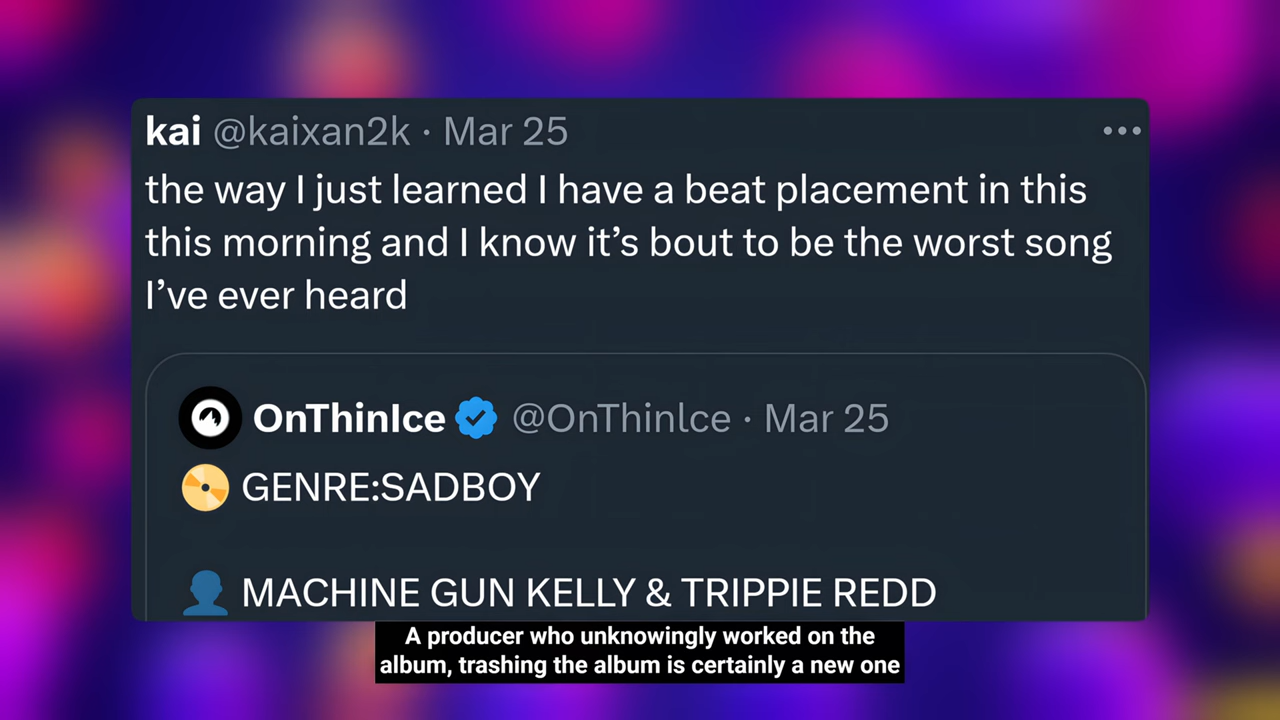 kai @kaixan2k · Mar 25
the way I just learned I have a beat placement in this
this morning and I know it’s bout to be the worst song
I’ve ever heard
OnThinIce @OnThinIce · Mar 25
GENRE:SADBOY
MACHINE GUN KELLY & TRIPPIE REDD
A producer who unknowingly worked on the
album, trashing the album is certainly a new one